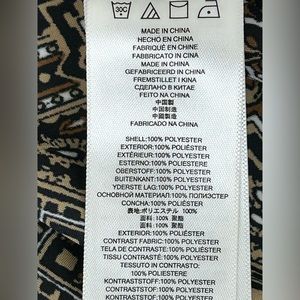 30C
MADE IN CHINA
HECHO EN CHINA
FABRIQUÉ EN CHINE
FABBRICATO IN CINA
MADE IN CHINA
GEFABRICEERD IN CHINA
FREMSTILLET I KINA
СДЕЛАНО В КИТАЕ
FEITO NA CHINA
中国製
中国制造
中國製造
FABRICADO NA CHINA
SHELL:100% POLYESTER
EXTERIOR:100% POLIÉSTER
EXTÉRIEUR:100% POLYESTER
ESTERNO:100% POLIESTERE
OBERSTOFF:100% POLYESTER
BUITENKANT:100% POLYESTER
YDERSTE LAG:100% POLYESTER
ОСНОВНОЙ МАТЕРИАЛ:100% ПОЛИЭСТЕР
CONCHA:100% POLIÉSTER
表地:ポリエステル 100%
面料:100% 聚酯
面料:100% 聚酯
EXTERIOR:100% POLIÉSTER
CONTRAST FABRIC:100% POLYESTER
TELA DE CONTRASTE:100% POLIÉSTER
TISSU CONTRASTÉ:100% POLYESTER
TESSUTO IN CONTRASTO:
100% POLIESTERE
KONTRASTSTOFF:100% POLYESTER
CONTRASTSTOF:100% POLYESTER
KONTRASTSTOF:100% POLYESTER